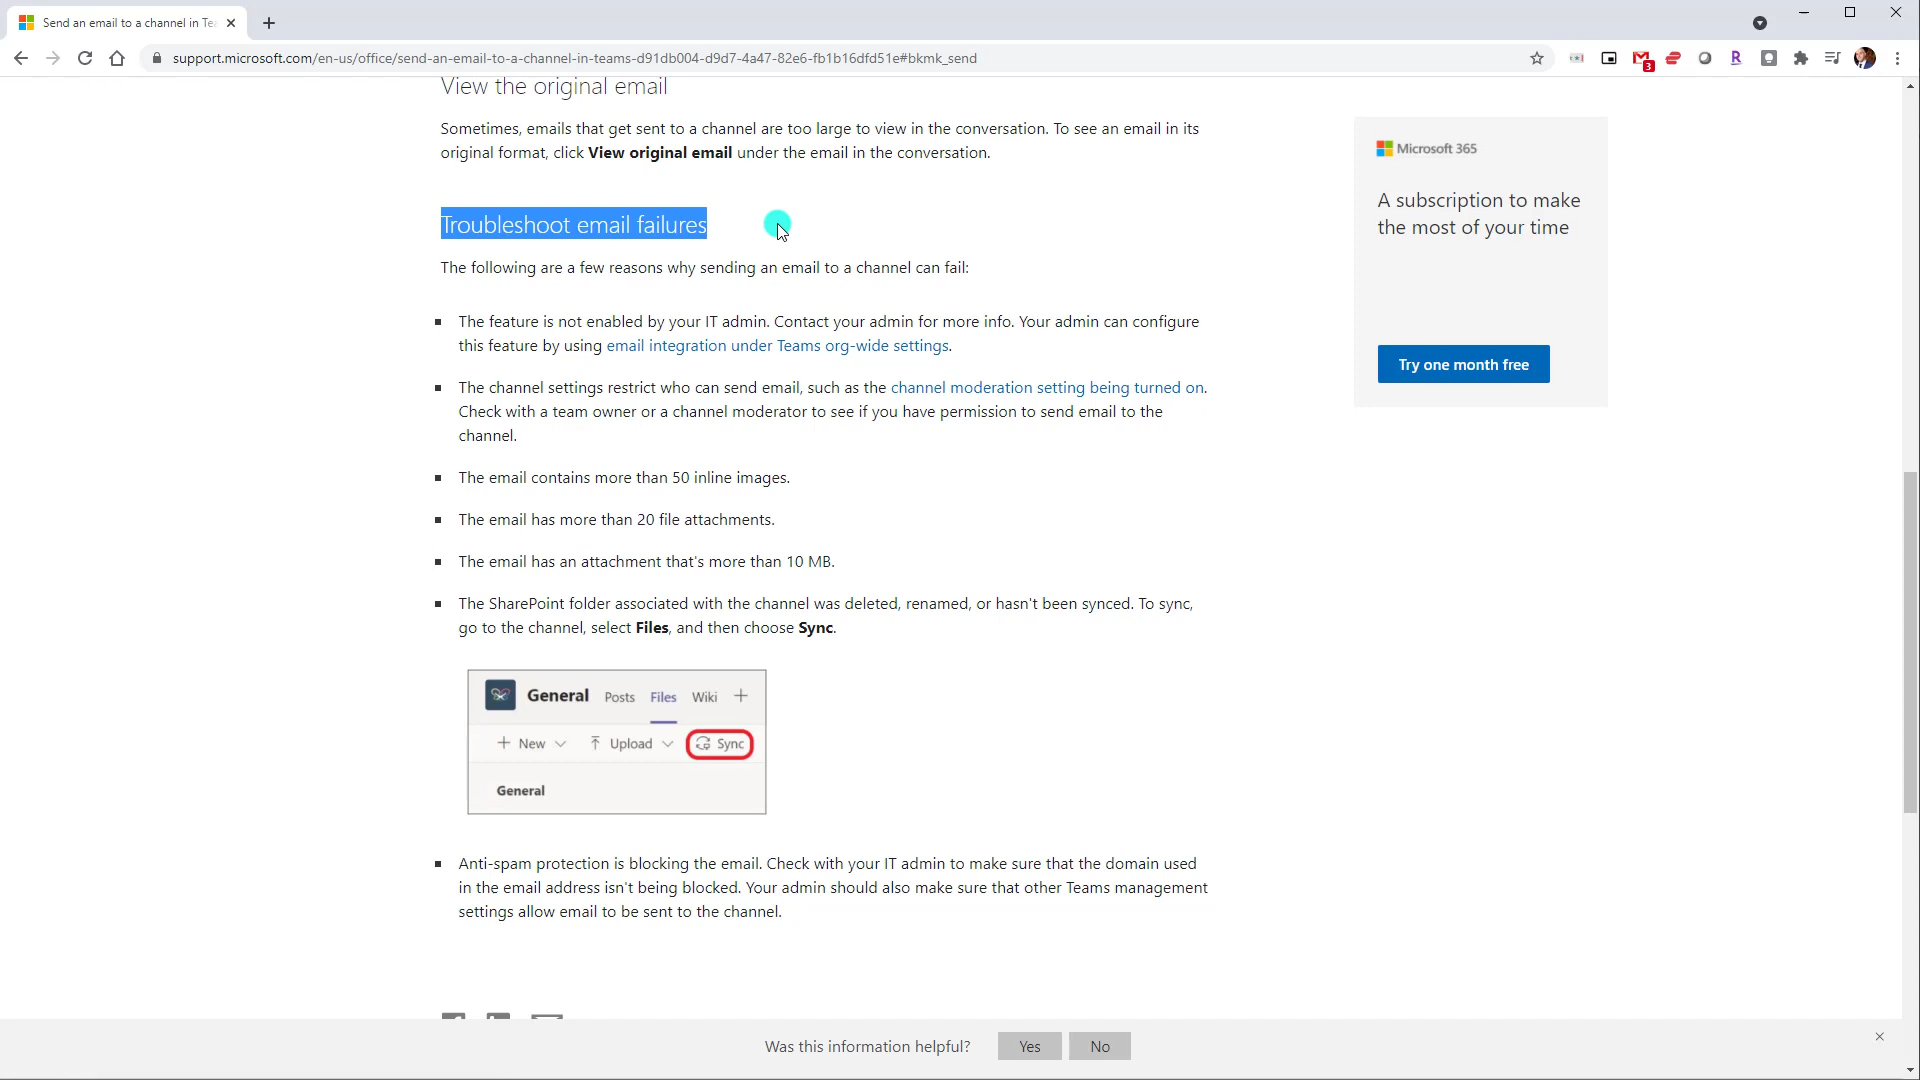 Send an email to a channel in Tea
support.microsoft.com/en-us/office/send-an-email-to-a-channel-in-teams-d91db004-d9d7-4a47-82e6-fb1b16dfd51e#bkmk_send
3
R
View the original email
Sometimes, emails that get sent to a channel are too large to view in the conversation. To see an email in its
original format, click View original email under the email in the conversation.
Troubleshoot email failures
The following are a few reasons why sending an email to a channel can fail:
The feature is not enabled by your IT admin. Contact your admin for more info. Your admin can configure
this feature by using email integration under Teams org-wide settings.
The channel settings restrict who can send email, such as the channel moderation setting being turned on.
Check with a team owner or a channel moderator to see if you have permission to send email to the
channel.
The email contains more than 50 inline images.
The email has more than 20 file attachments.
The email has an attachment that's more than 10 MB.
The SharePoint folder associated with the channel was deleted, renamed, or hasn't been synced. To sync,
go to the channel, select Files, and then choose Sync.
General Posts Files Wiki +
+ New Upload Sync
General
Anti-spam protection is blocking the email. Check with your IT admin to make sure that the domain used
in the email address isn't being blocked. Your admin should also make sure that other Teams management
settings allow email to be sent to the channel.
Microsoft 365
A subscription to make
the most of your time
Try one month free
Was this information helpful? Yes No